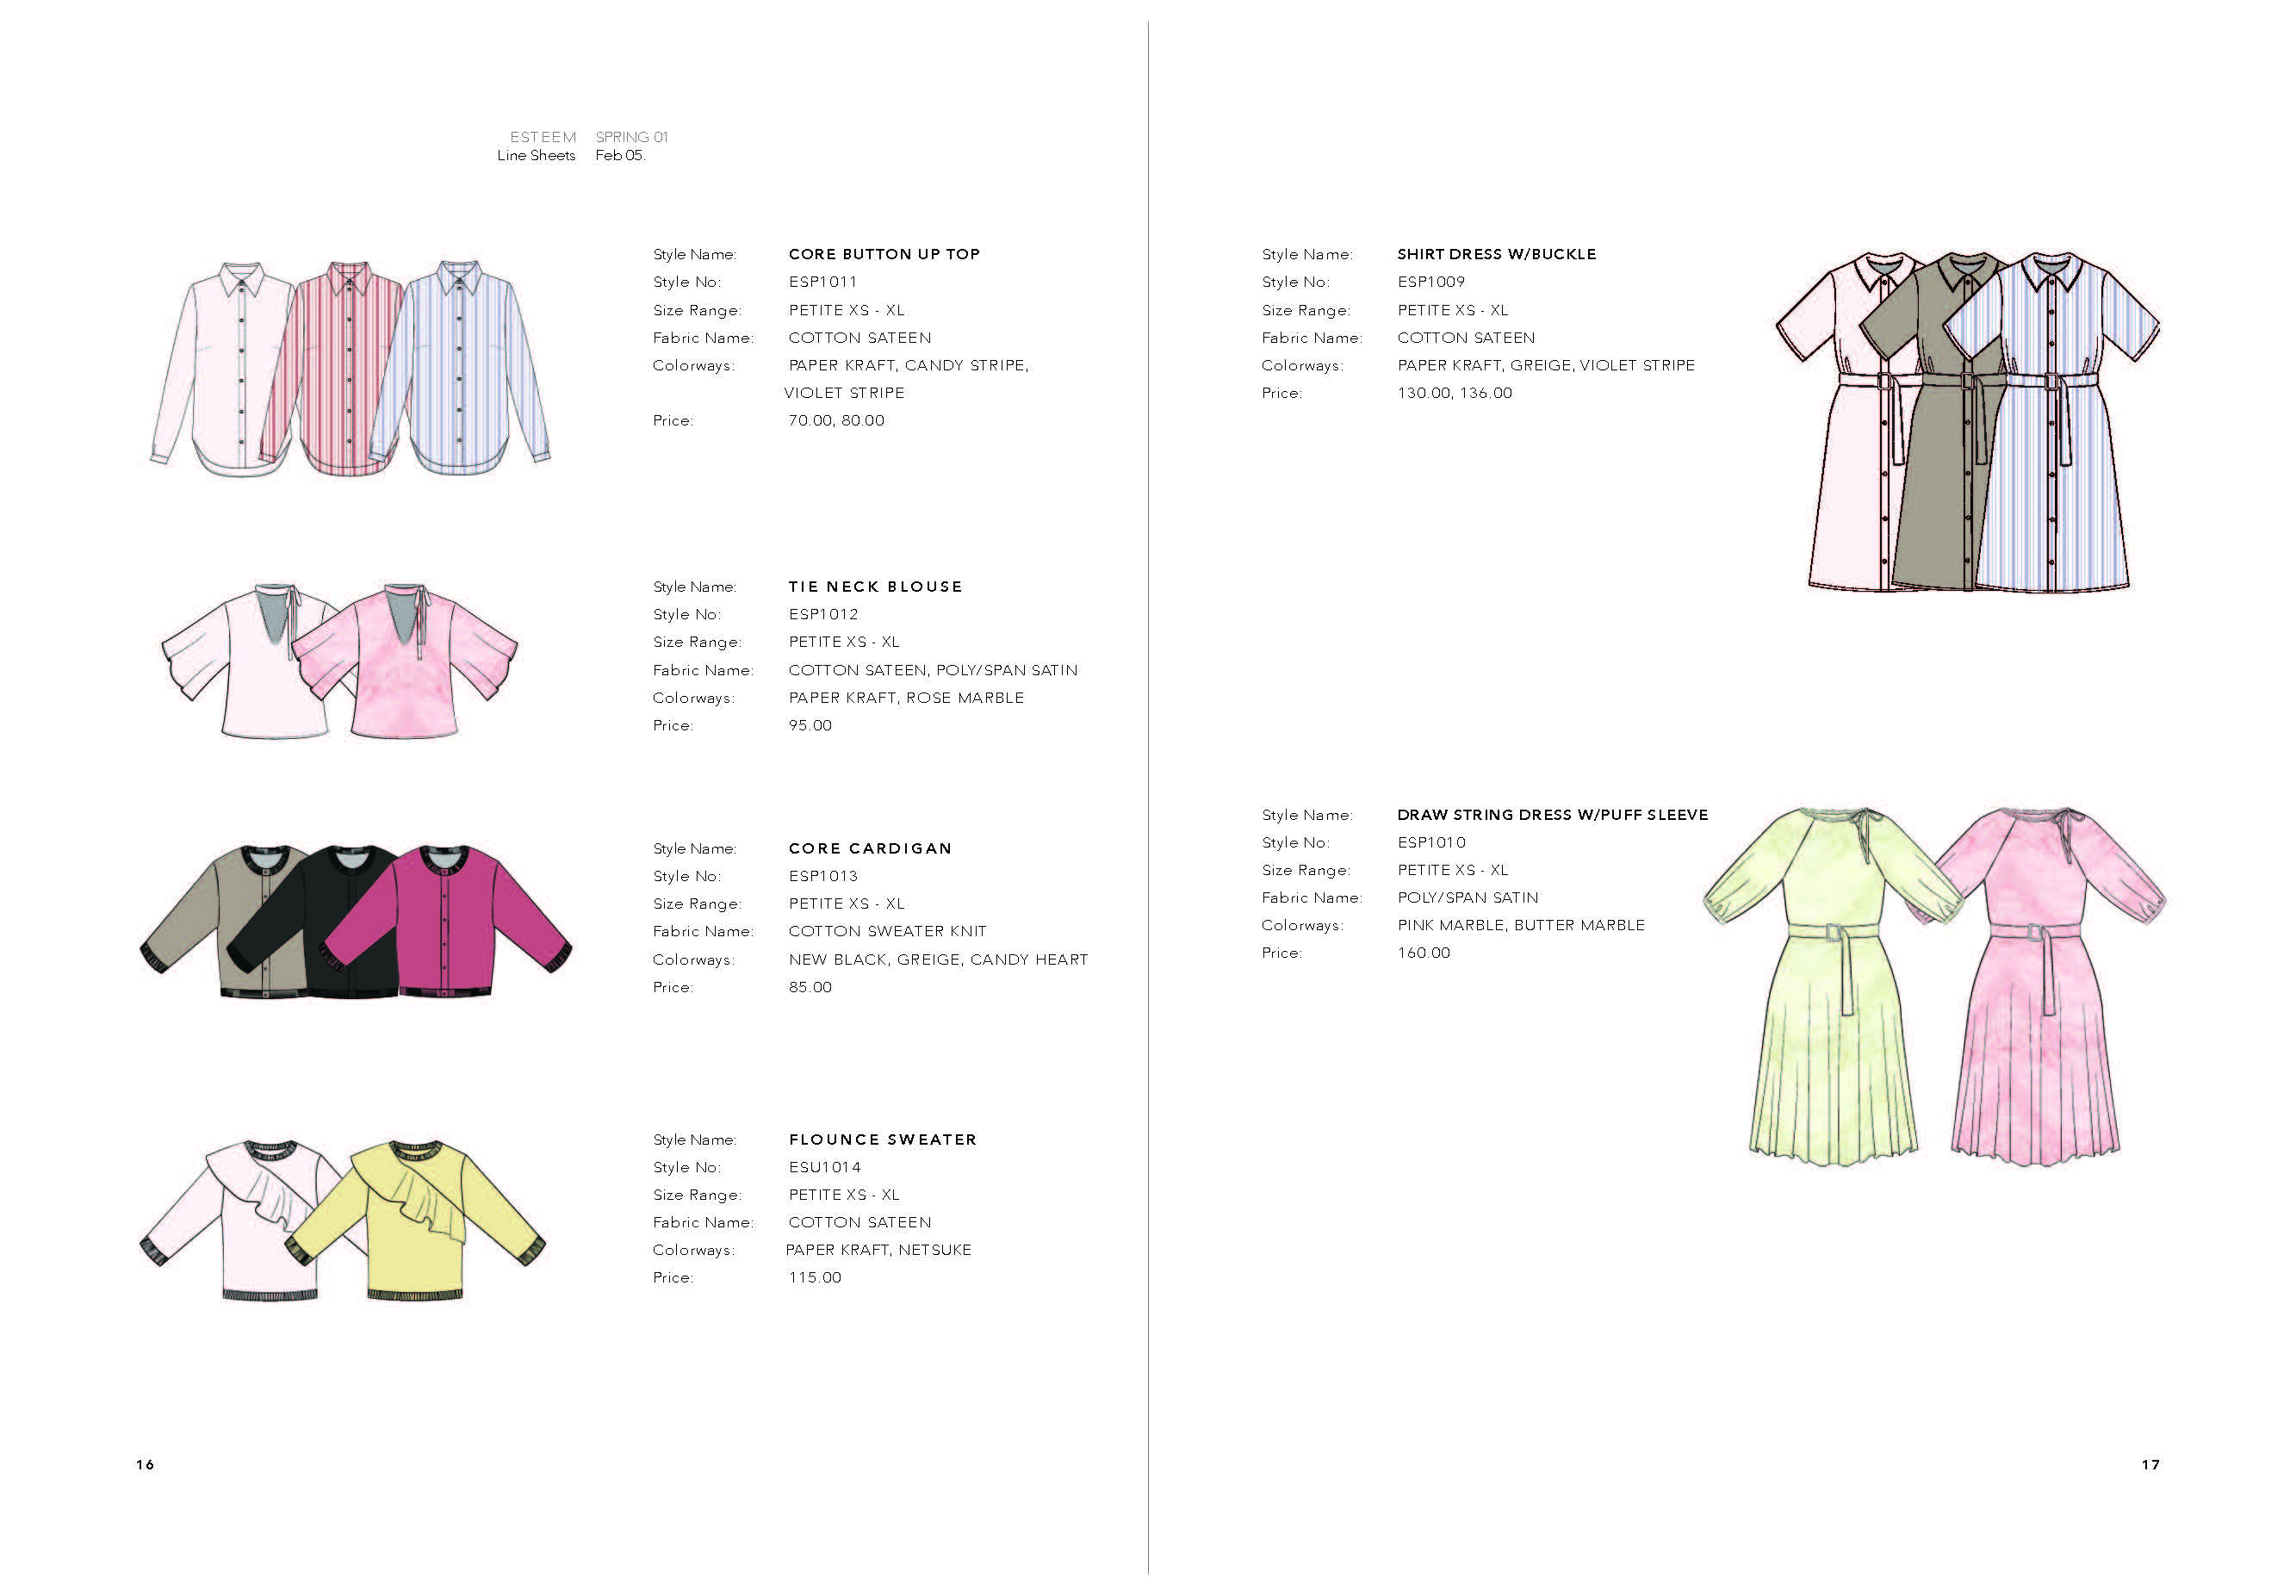 ESTEEM SPRING 01
Line Sheets Feb 05.
Style Name: CORE BUTTON UP TOP
Style No: ESP1011
Size Range: PETITE XS - XL
Fabric Name: COTTON SATEEN
Colorways: PAPER KRAFT, CANDY STRIPE,
VIOLET STRIPE
Price: 70.00, 80.00
Style Name: TIE NECK BLOUSE
Style No: ESP1012
Size Range: PETITE XS - XL
Fabric Name: COTTON SATEEN, POLY/SPAN SATIN
Colorways: PAPER KRAFT, ROSE MARBLE
Price: 95.00
Style Name: CORE CARDIGAN
Style No: ESP1013
Size Range: PETITE XS - XL
Fabric Name: COTTON SWEATER KNIT
Colorways: NEW BLACK, GREIGE, CANDY HEART
Price: 85.00
Style Name: FLOUNCE SWEATER
Style No: ESU1014
Size Range: PETITE XS - XL
Fabric Name: COTTON SATEEN
Colorways: PAPER KRAFT, NETSUKE
Price: 115.00
16
Style Name: SHIRT DRESS W/BUCKLE
Style No: ESP1009
Size Range: PETITE XS - XL
Fabric Name: COTTON SATEEN
Colorways: PAPER KRAFT, GREIGE, VIOLET STRIPE
Price: 130.00, 136.00
Style Name: DRAW STRING DRESS W/PUFF SLEEVE
Style No: ESP1010
Size Range: PETITE XS - XL
Fabric Name: POLY/SPAN SATIN
Colorways: PINK MARBLE, BUTTER MARBLE
Price: 160.00
17